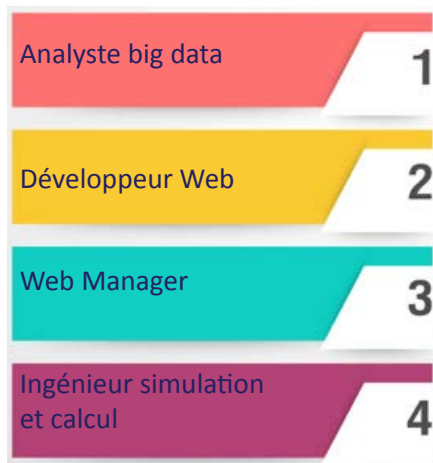 Analyste big data
1
Développeur Web
2
Web Manager
3
Ingénieur simulation
et calcul
4